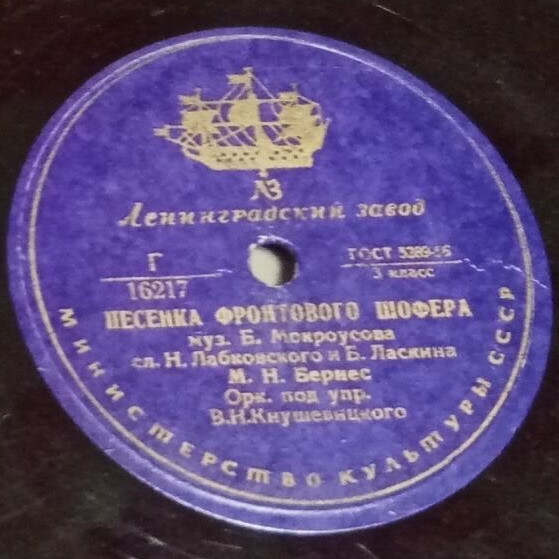 ЛЗ
Ленинградский завод
Г
16217
ГОСТ 5289-56
3 класс
ПЕСЕНКА ФРОНТОВОГО ШОФЕРА
муз. Б. Мокроусова
сл. Н. Лабковского и Б. Ласкина
М. Н. Бернес
Орк. под упр.
В.Н.Кнушевицкого
МИНИСТЕРСТВО КУЛЬТУРЫ СССР